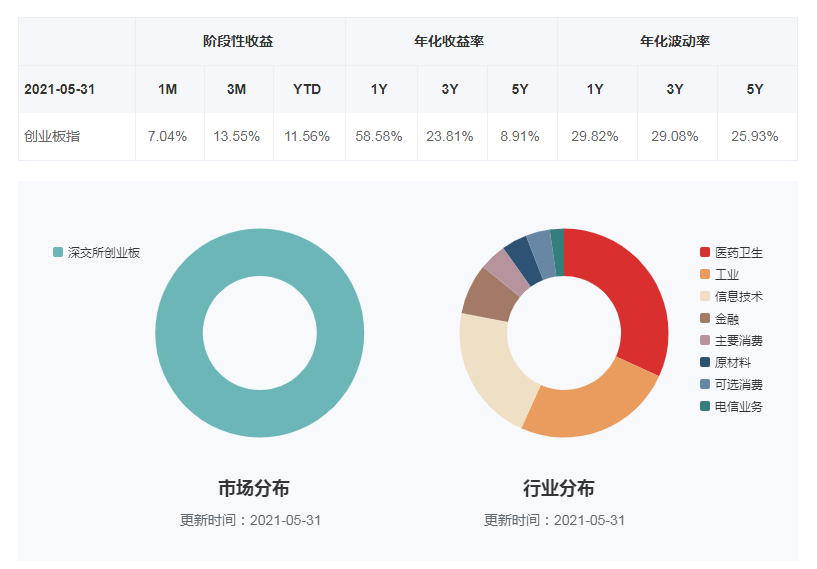 阶段性收益 年化收益率 年化波动率
2021-05-31 1M 3M YTD 1Y 3Y 5Y 1Y 3Y 5Y
创业板指 7.04% 13.55% 11.56% 58.58% 23.81% 8.91% 29.82% 29.08% 25.93%
深交所创业板
医药卫生
工业
信息技术
金融
主要消费
原材料
可选消费
电信业务
市场分布
更新时间：2021-05-31
行业分布
更新时间：2021-05-31